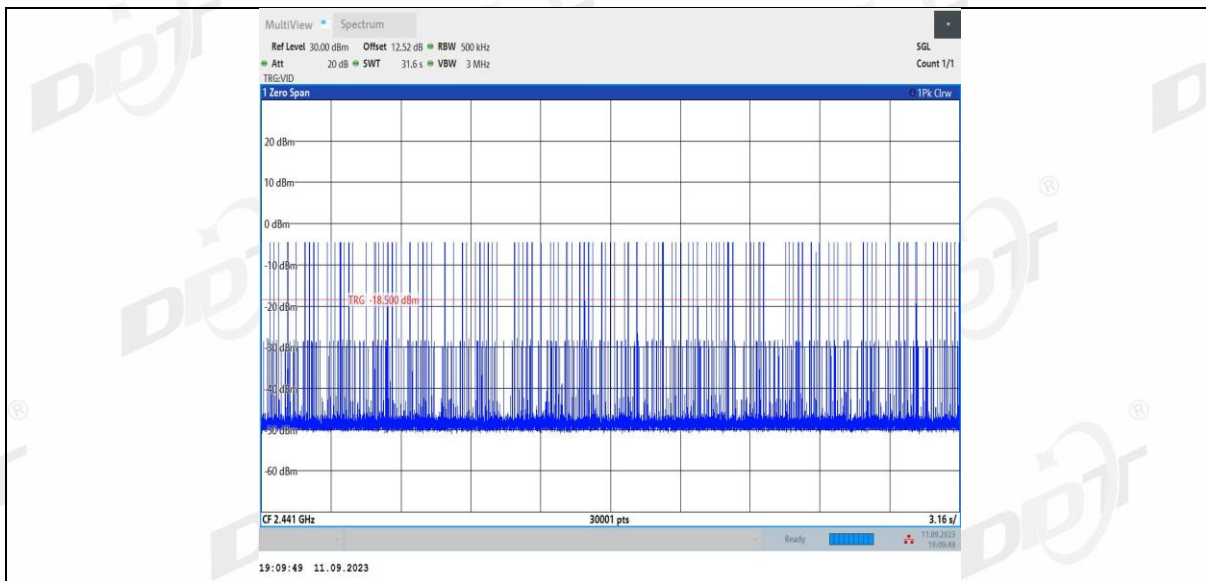 MultiView Spectrum
Ref Level 30.00 dBm Offset 12.52 dB RBW 500 kHz SGL
Att 20 dB SWT 31.6 s VBW 3 MHz Count 1/1
TRG:VID
1 Zero Span 1Pk Clrw
20 dBm
10 dBm
0 dBm
-10 dBm
TRG -18.500 dBm
-20 dBm
-30 dBm
-40 dBm
-50 dBm
-60 dBm
CF 2.441 GHz 30001 pts 3.16 s/
Ready 11.09.2023
19:09:49
19:09:49 11.09.2023
DDT
®